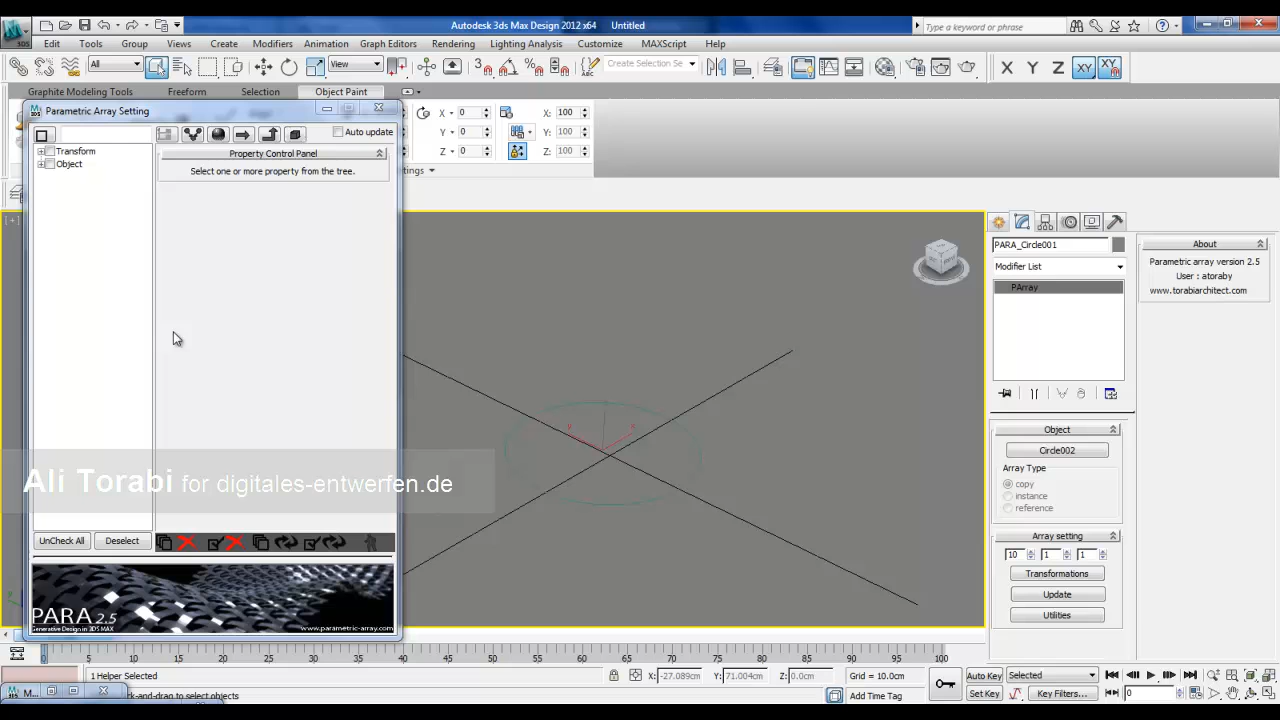 Autodesk 3ds Max Design 2012 x64 Untitled
Type a keyword or phrase
Edit Tools Group Views Create Modifiers Animation Graph Editors Rendering Lighting Analysis Customize MAXScript Help
All View 3 Create Selection Se X Y Z XY XY
Graphite Modeling Tools Freeform Selection Object Paint
Parametric Array Setting
X 0 X: 100
Y 0 Y: 100
Z 0 Z: 100
Auto update
Transform
Object
Property Control Panel
Select one or more property from the tree.
tings
[+]
PARA_Circle001
Modifier List
PArray
About
Parametric array version 2.5
User : atoraby
www.torabiarchitect.com
Object
Circle002
Array Type
copy
instance
reference
Array setting
10 1 1
Transformations
Update
Utilities
Ali Torabi for digitales-entwerfen.de
UnCheck All Deselect
PARA 2.5
Generative Design in 3DS MAX
www.parametric-array.com
0 5 10 15 20 25 30 35 40 45 50 55 60 65 70 75 80 85 90 95 100
1 Helper Selected X: -27.089cm Y: 71.004cm Z: 0.0cm Grid = 10.0cm Auto Key Selected
M... -and-drag to select objects Add Time Tag Set Key Key Filters... 0